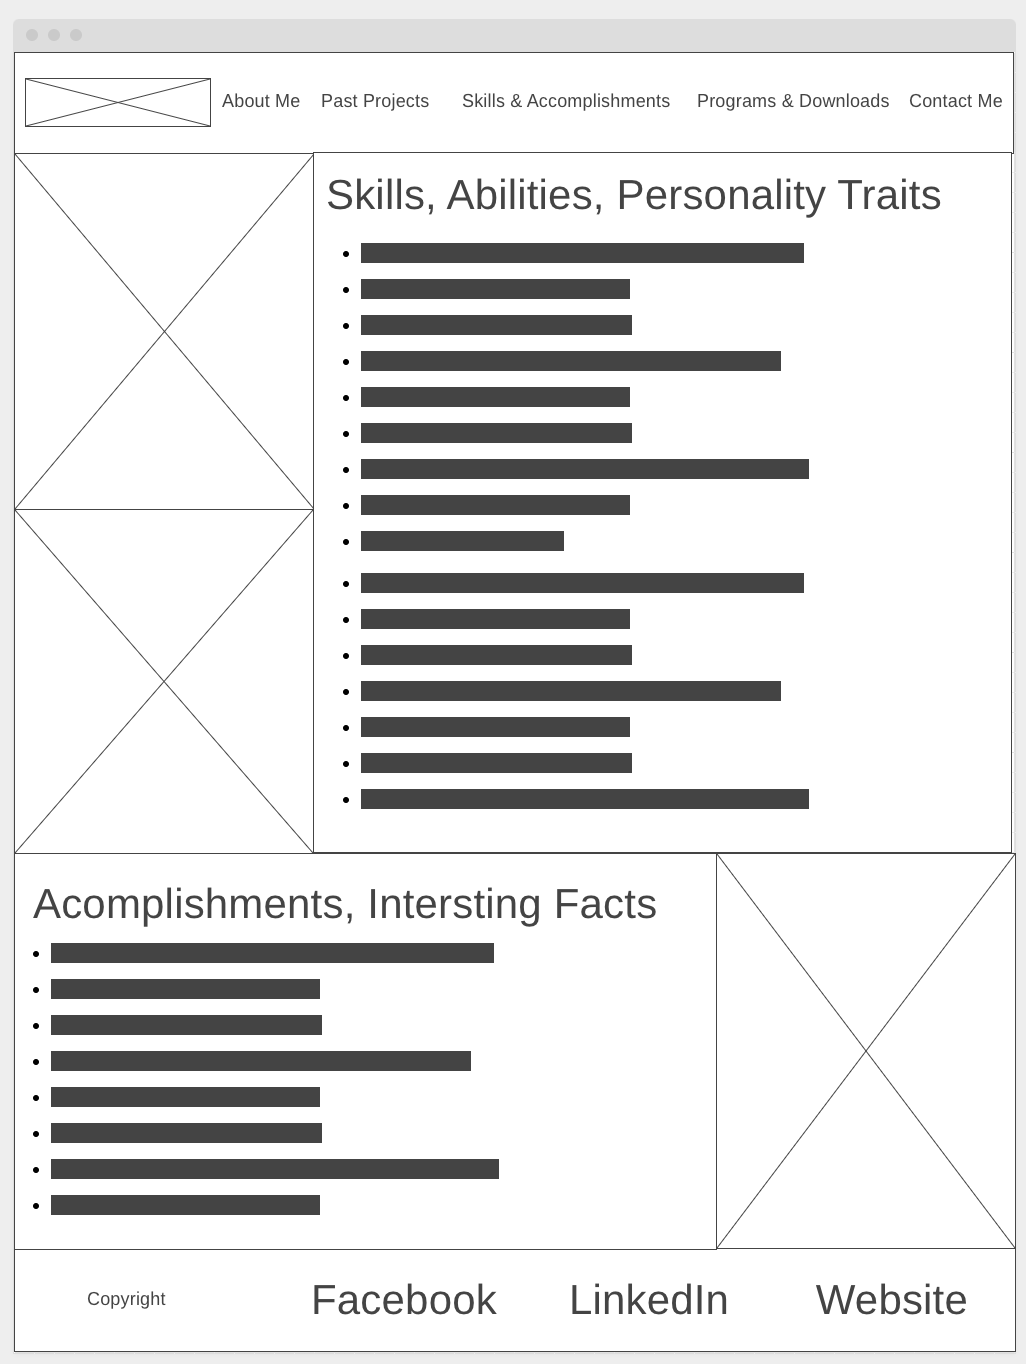 About Me Past Projects Skills & Accomplishments Programs & Downloads Contact Me
Skills, Abilities, Personality Traits
Acomplishments, Intersting Facts
Copyright Facebook LinkedIn Website